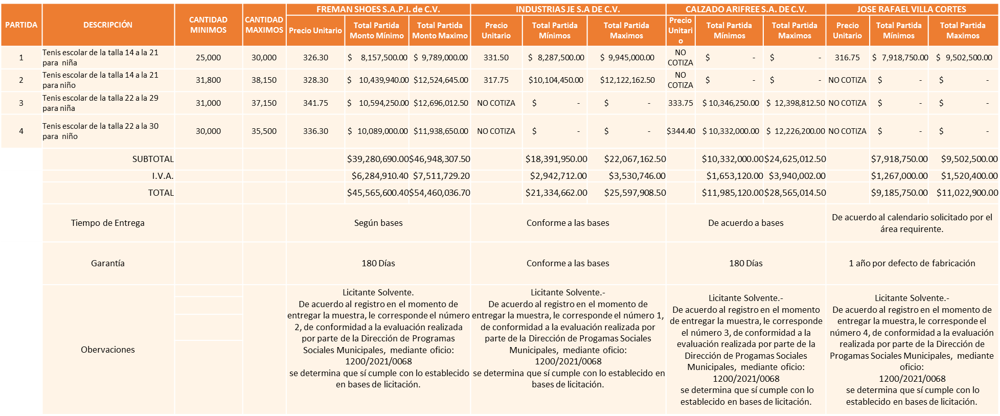 FREMAN SHOES S.A.P.I. de C.V. INDUSTRIAS JE S.A DE C.V. CALZADO ARIFREE S.A. DE C.V. JOSE RAFAEL VILLA CORTES
PARTIDA DESCRIPCIÓN CANTIDAD MINIMOS CANTIDAD MAXIMOS Precio Unitario Total Partida Monto Mínimo Total Partida Monto Maximo Precio Unitario Total Partida Mínimos Total Partida Maximos Precio Unitari o Total Partida Mínimos Total Partida Maximos Precio Unitario Total Partida Mínimos Total Partida Maximos
1 Tenis escolar de la talla 14 a la 21 para niña 25,000 30,000 326.30 $ 8,157,500.00 $ 9,789,000.00 331.50 $ 8,287,500.00 $ 9,945,000.00 NO COTIZA $ - $ - 316.75 $ 7,918,750.00 $ 9,502,500.00
2 Tenis escolar de la talla 14 a la 21 para niño 31,800 38,150 328.30 $ 10,439,940.00 $12,524,645.00 317.75 $10,104,450.00 $12,122,162.50 NO COTIZA $ - $ - NO COTIZA $ - $ -
3 Tenis escolar de la talla 22 a la 29 para niña 31,000 37,150 341.75 $ 10,594,250.00 $12,696,012.50 NO COTIZA $ - $ - 333.75 $ 10,346,250.00 $ 12,398,812.50 NO COTIZA $ - $ -
4 Tenis escolar de la talla 22 a la 30 para niño 30,000 35,500 336.30 $ 10,089,000.00 $11,938,650.00 NO COTIZA $ - $ - $344.40 $ 10,332,000.00 $ 12,226,200.00 NO COTIZA $ - $ -
SUBTOTAL $39,280,690.00 $46,948,307.50 $18,391,950.00 $22,067,162.50 $10,332,000.00 $24,625,012.50 $7,918,750.00 $9,502,500.00
I.V.A. $6,284,910.40 $7,511,729.20 $2,942,712.00 $3,530,746.00 $1,653,120.00 $3,940,002.00 $1,267,000.00 $1,520,400.00
TOTAL $45,565,600.40 $54,460,036.70 $21,334,662.00 $25,597,908.50 $11,985,120.00 $28,565,014.50 $9,185,750.00 $11,022,900.00
Tiempo de Entrega Según bases Conforme a las bases De acuerdo a bases De acuerdo al calendario solicitado por el área requirente.
Garantía 180 Días Conforme a las bases 180 Días 1 año por defecto de fabricación
Obervaciones
Licitante Solvente.
De acuerdo al registro en el momento de
entregar la muestra, le corresponde el número
2, de conformidad a la evaluación realizada
por parte de la Dirección de Programas
Sociales Municipales, mediante oficio:
1200/2021/0068
se determina que sí cumple con lo establecido
en bases de licitación.
Licitante Solvente.-
De acuerdo al registro en el momento de
entregar la muestra, le corresponde el número 1,
de conformidad a la evaluación realizada por
parte de la Dirección de Progamas Sociales
Municipales, mediante oficio:
1200/2021/0068
se determina que sí cumple con lo establecido en
bases de licitación.
Licitante Solvente.-
De acuerdo al registro en el momento
de entregar la muestra, le corresponde
el número 3, de conformidad a la
evaluación realizada por parte de la
Dirección de Progamas Sociales
Municipales, mediante oficio:
1200/2021/0068
se determina que sí cumple con lo
establecido en bases de licitación.
Licitante Solvente.-
De acuerdo al registro en el momento de
entregar la muestra, le corresponde el
número 4, de conformidad a la evaluación
realizada por parte de la Dirección de
Progamas Sociales Municipales, mediante
oficio:
1200/2021/0068
se determina que sí cumple con lo
establecido en bases de licitación.